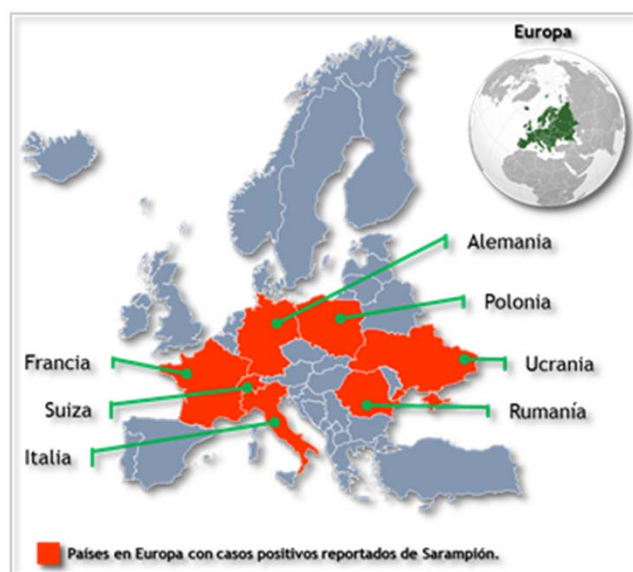 Europa
Alemania
Polonia
Francia
Ucrania
Suiza
Rumanía
Italia
Países en Europa con casos positivos reportados de Sarampión.